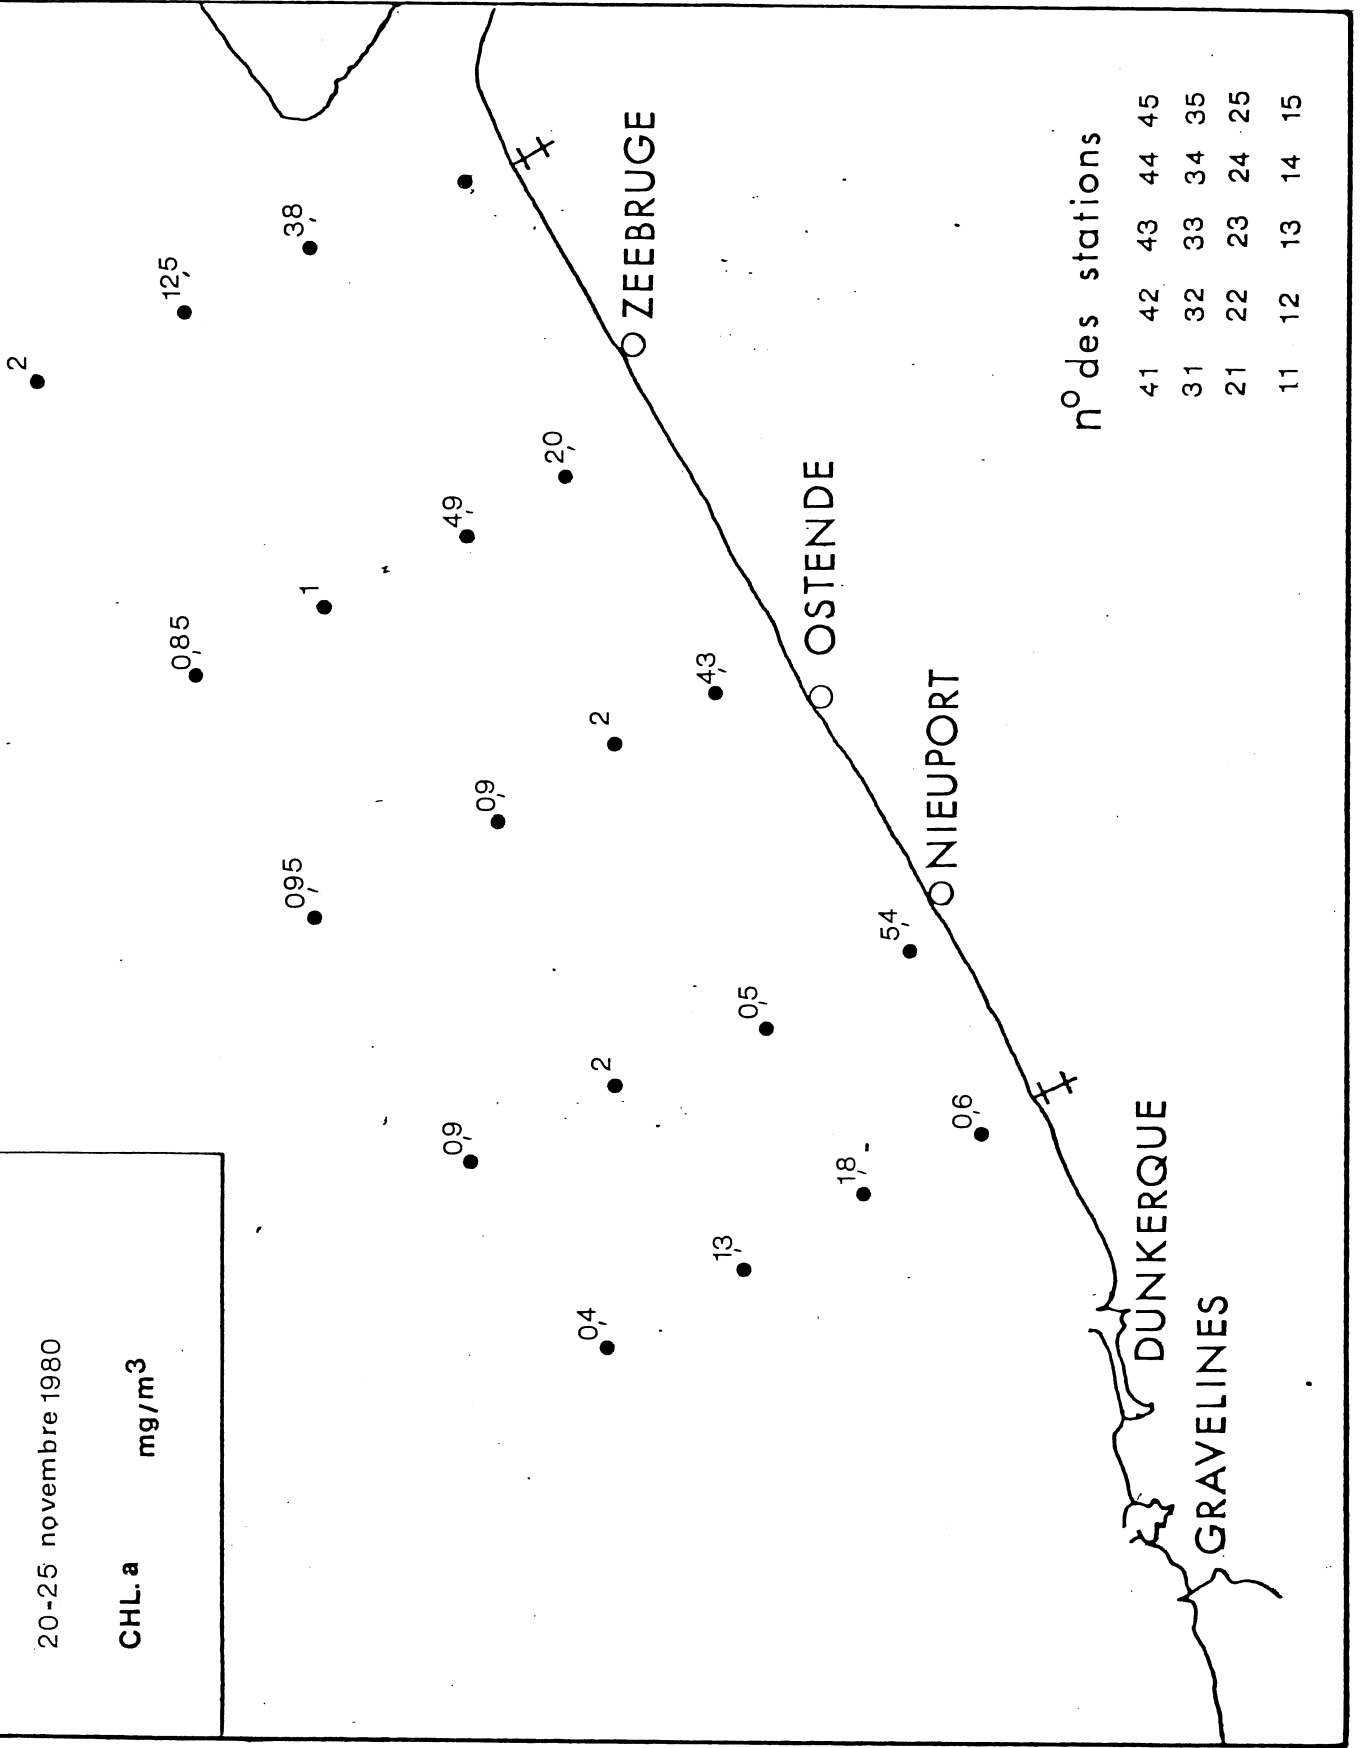 20-25 novembre 1980
CHL. a mg/m3
2
12,5
0,85
3,8
0,95
1
0,9
4,9
0,9
2,0
0,4
2
2
ZEEBRUGE
4,3
1,3
0,5
OSTENDE
1,8
5,4
NIEUPORT
0,6
n° des stations
41 42 43 44 45
DUNKERQUE
31 32 33 34 35
GRAVELINES
21 22 23 24 25
11 12 13 14 15